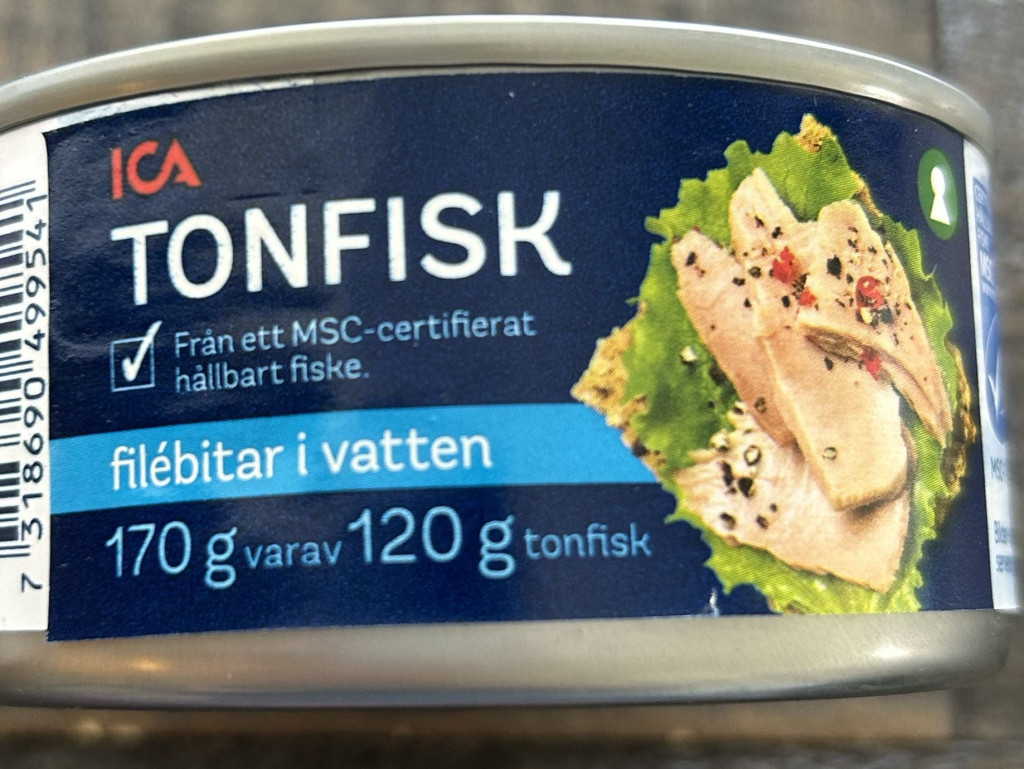 ICA
TONFISK
Från ett MSC-certifierat
hållbart fiske.
filébitar i vatten
170 g varav 120 g tonfisk
7 318690 499541